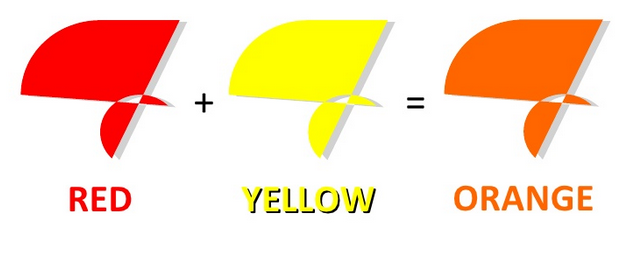 + =
RED YELLOW ORANGE